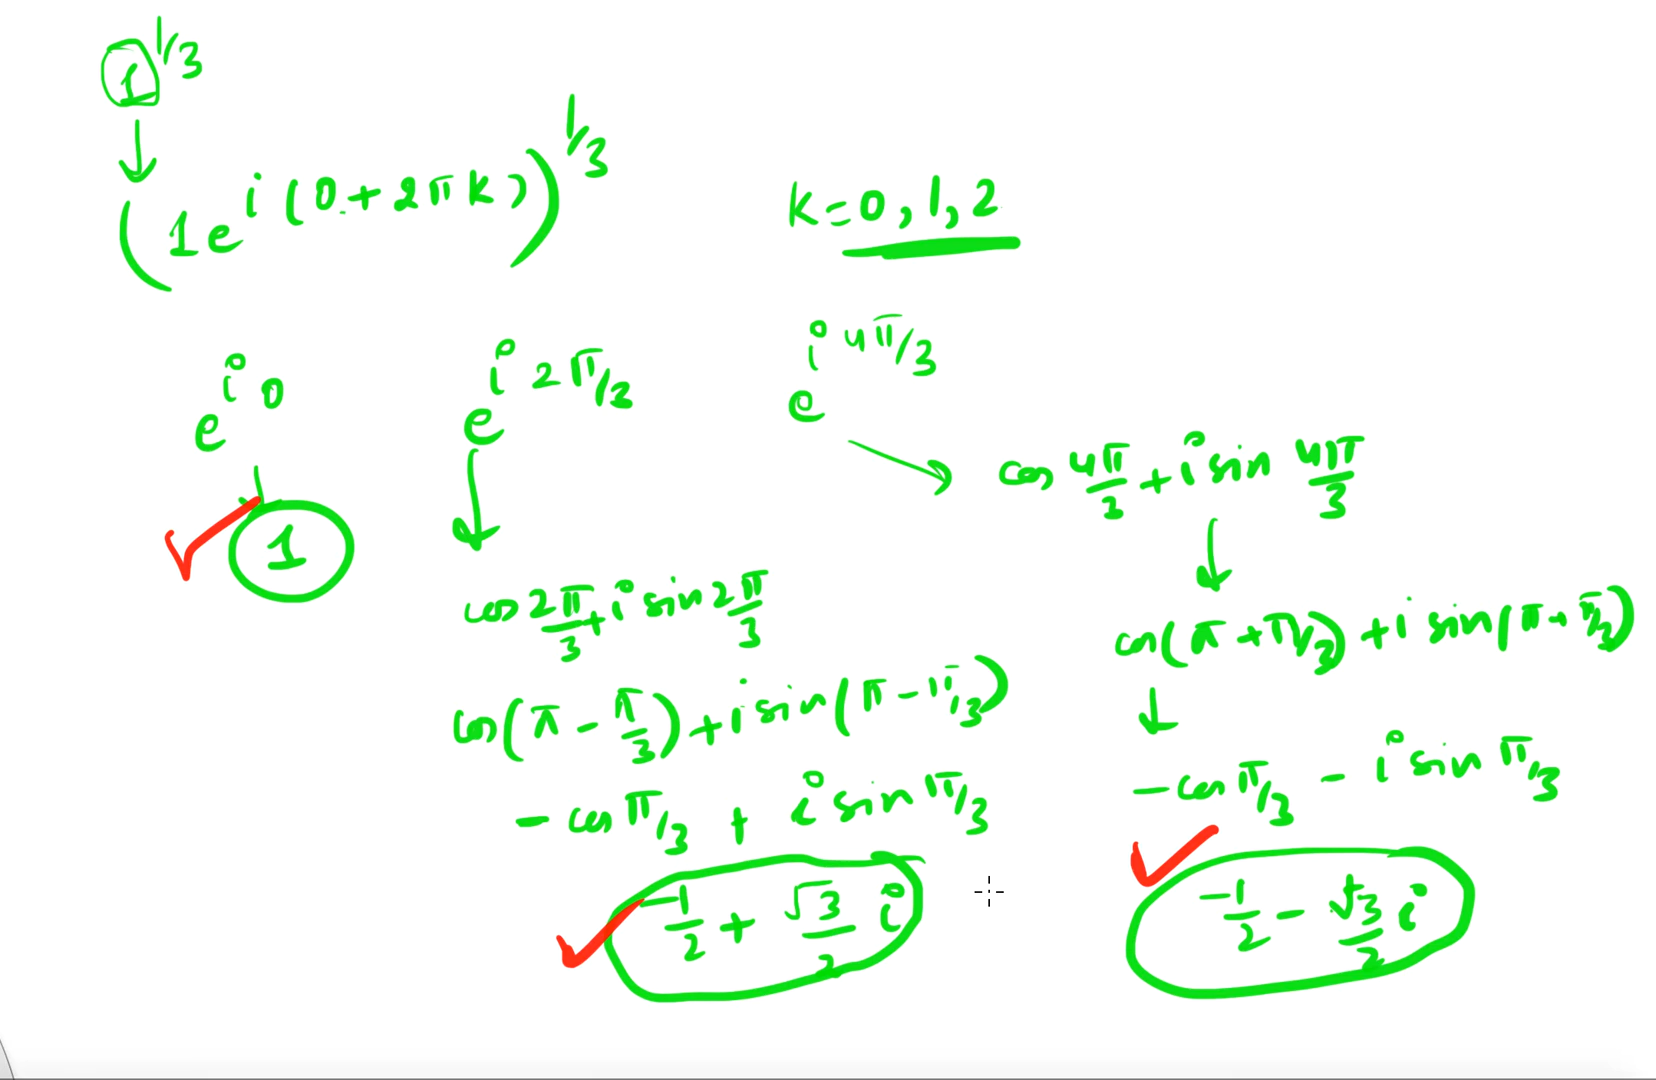 1^{1/3}
(1e^{i(0+2πk)})^{1/3}
k=0,1,2
e^{i0}
1
e^{i2π/3}
cos 2π/3 + i sin 2π/3
cos(π - π/3) + i sin(π - π/3)
- cos π/3 + i sin π/3
-1/2 + √3/2 i
e^{i4π/3}
cos 4π/3 + i sin 4π/3
cos(π + π/3) + i sin(π + π/3)
- cos π/3 - i sin π/3
-1/2 - √3/2 i